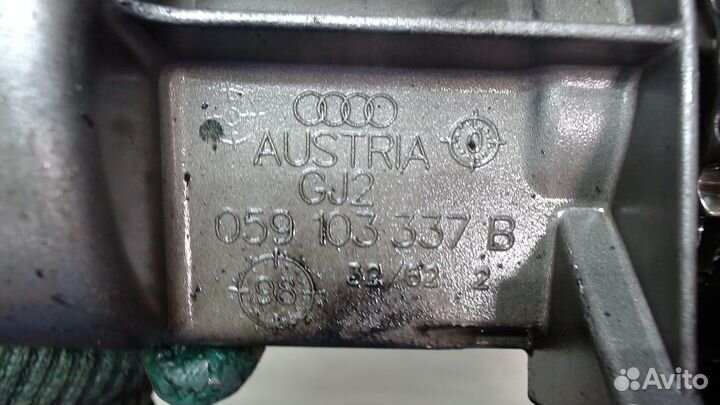 AUSTRIA
GJ2
059 103 337 B
98
2
Avito